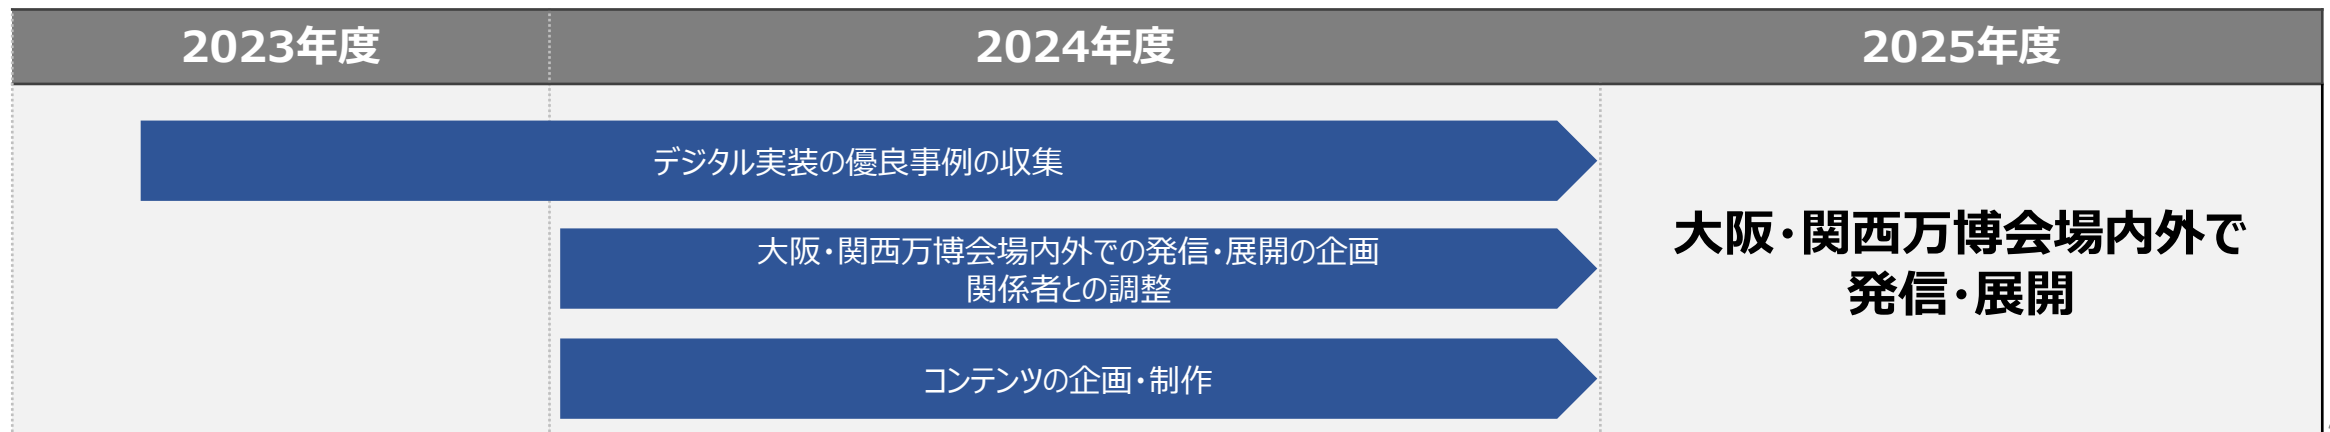 2023年度
2024年度
2025年度
デジタル実装の優良事例の収集
大阪・関西万博会場内外での発信・展開の企画
関係者との調整
コンテンツの企画・制作
大阪・関西万博会場内外で
発信・展開